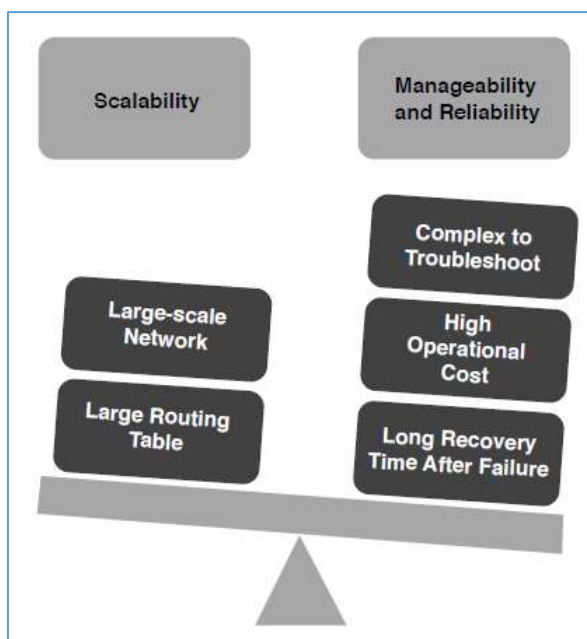 Scalability
Manageability
and Reliability
Complex to
Troubleshoot
Large-scale
Network
High
Operational
Cost
Large Routing
Table
Long Recovery
Time After Failure